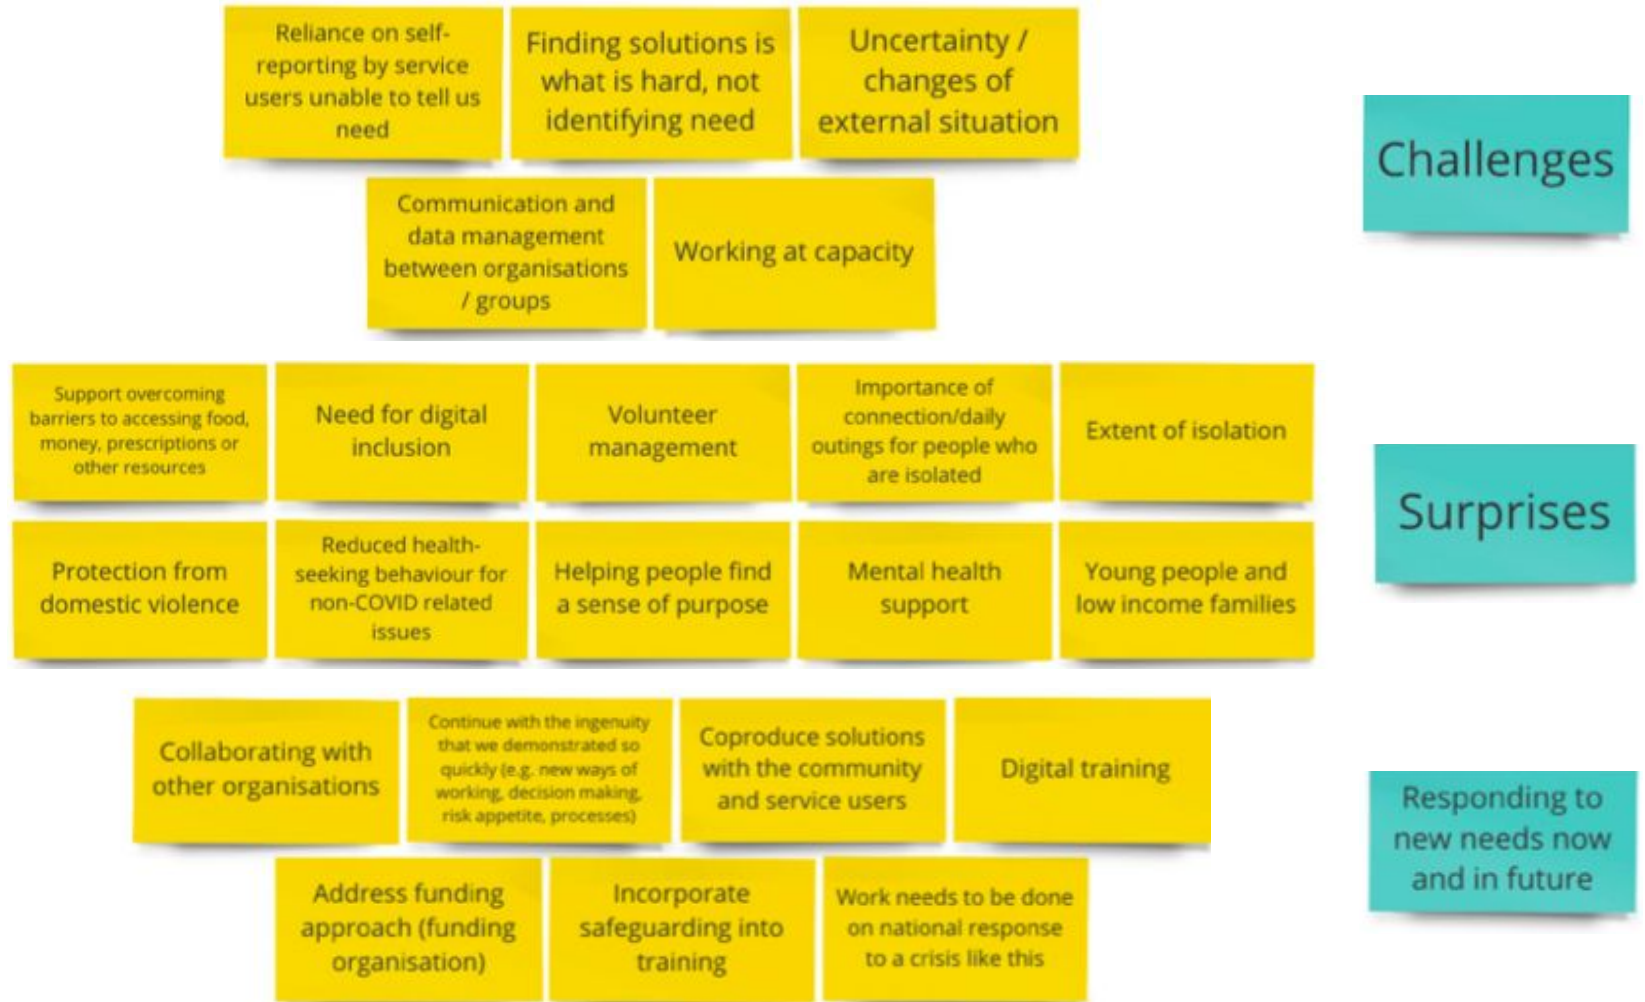 Reliance on self-
reporting by service
users unable to tell us
need
Finding solutions is
what is hard, not
identifying need
Uncertainty /
changes of
external situation
Communication and
data management
between organisations
/ groups
Working at capacity
Challenges
Support overcoming
barriers to accessing food,
money, prescriptions or
other resources
Need for digital
inclusion
Volunteer
management
Importance of
connection/daily
outings for people who
are isolated
Extent of isolation
Protection from
domestic violence
Reduced health-
seeking behaviour for
non-COVID related
issues
Helping people find
a sense of purpose
Mental health
support
Young people and
low income families
Surprises
Collaborating with
other organisations
Continue with the ingenuity
that we demonstrated so
quickly (e.g. new ways of
working, decision making,
risk appetite, processes)
Coproduce solutions
with the community
and service users
Digital training
Address funding
approach (funding
organisation)
Incorporate
safeguarding into
training
Work needs to be done
on national response
to a crisis like this
Responding to
new needs now
and in future